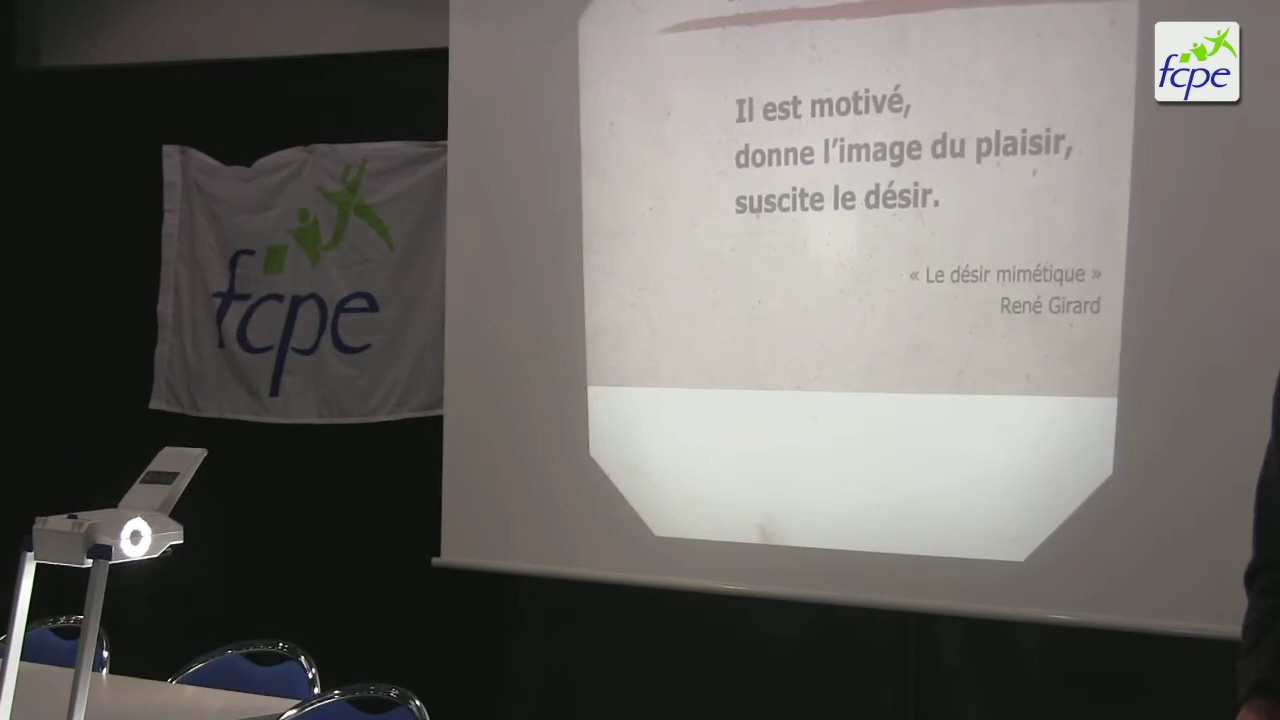 fcpe
Il est motivé,
donne l'image du plaisir,
suscite le désir.
« Le désir mimétique »
René Girard
fcpe